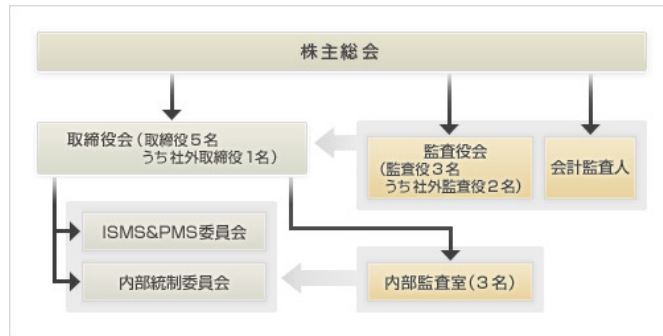 株主総会
取締役会（取締役5名
うち社外取締役1名）
監査役会
（監査役3名
うち社外監査役2名）
会計監査人
ISMS&PMS委員会
内部統制委員会
内部監査室（3名）